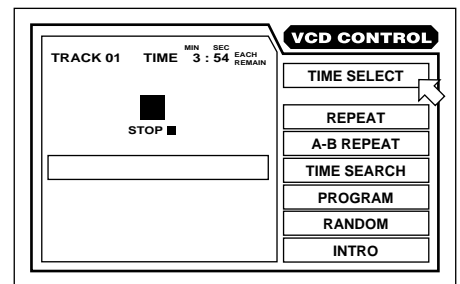 VCD CONTROL
TRACK 01 TIME MIN 3 : SEC 54 EACH REMAIN
STOP
TIME SELECT
REPEAT
A-B REPEAT
TIME SEARCH
PROGRAM
RANDOM
INTRO